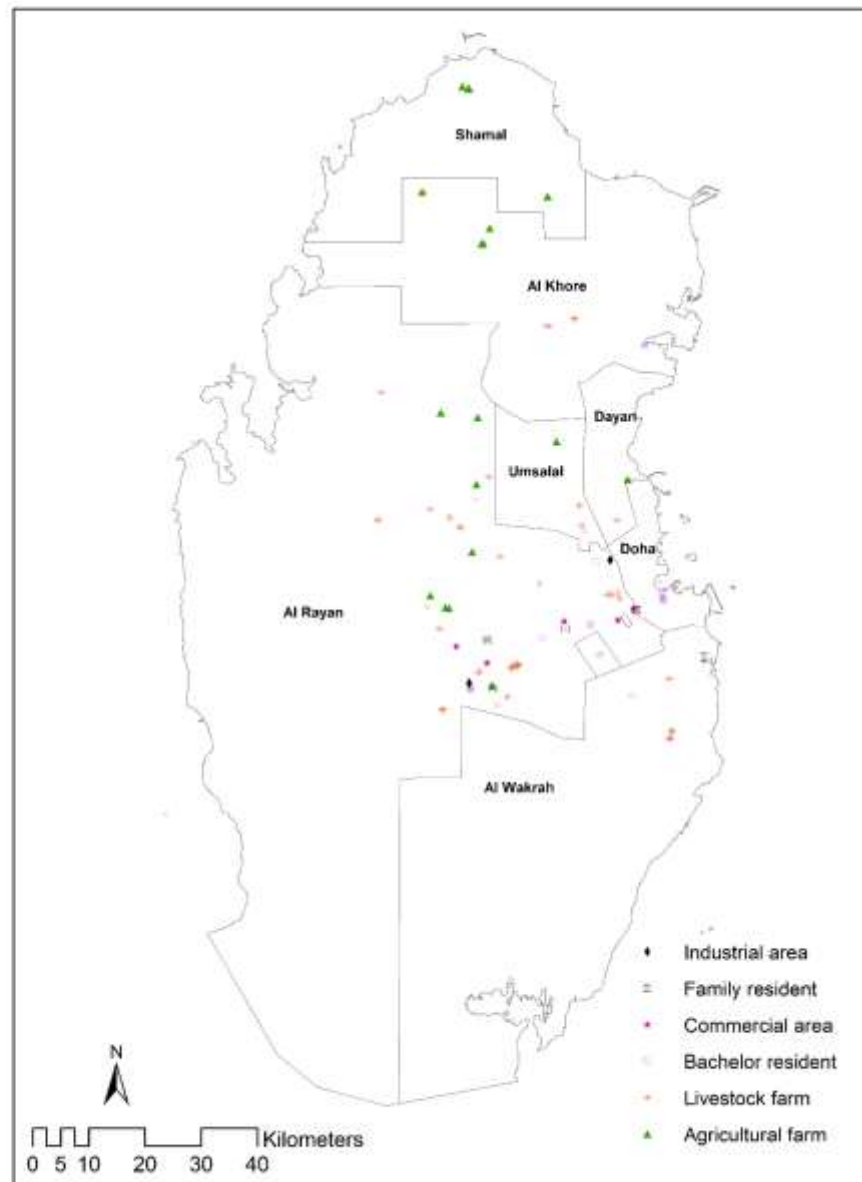 Shamal
Al Khore
Dayan
Umsalal
Doha
Al Rayan
Al Wakrah
Industrial area
Family resident
Commercial area
Bachelor resident
Livestock farm
Agricultural farm
N
Kilometers
0 5 10 20 30 40